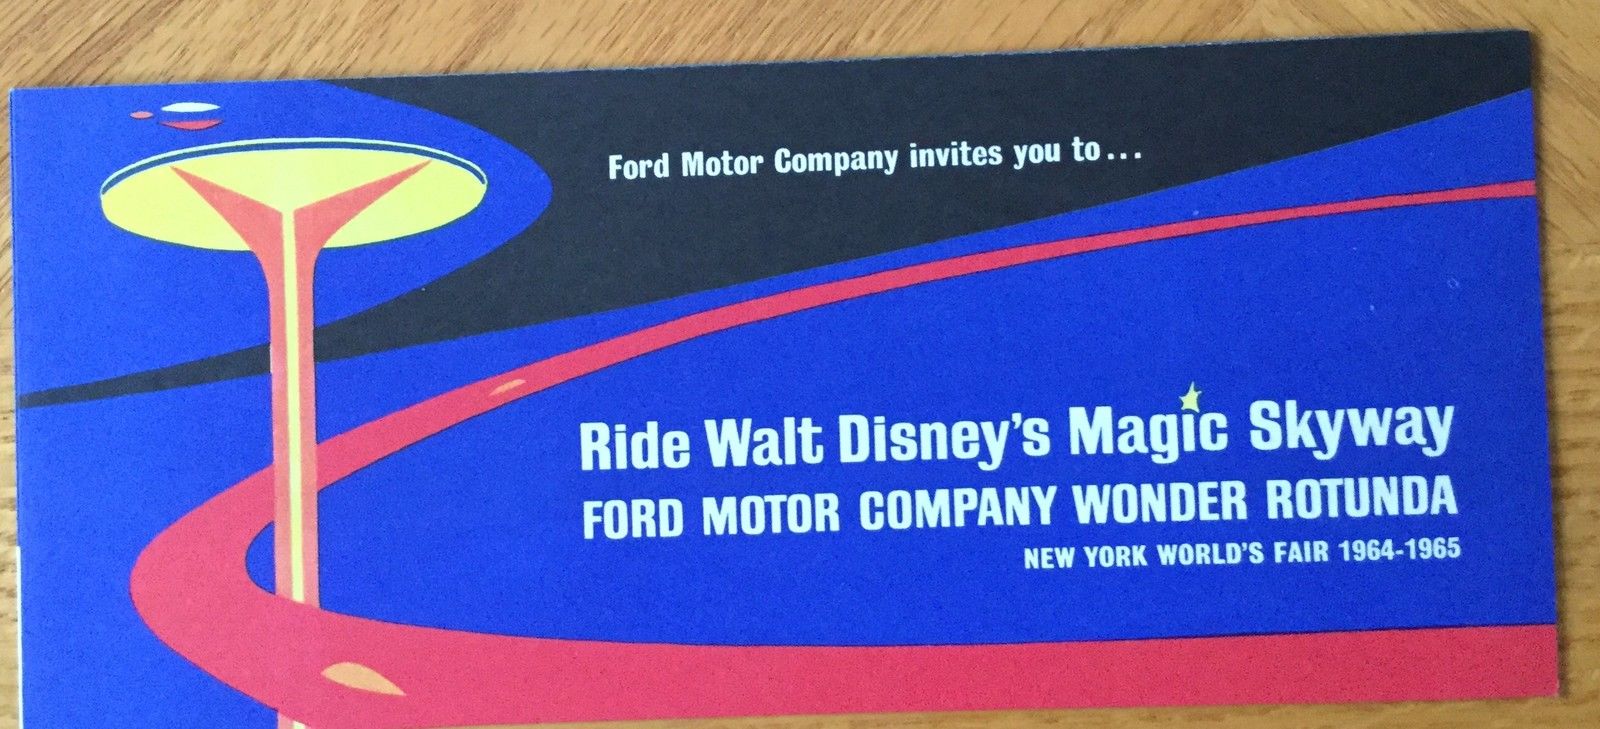 Ford Motor Company invites you to...
Ride Walt Disney's Magic Skyway
FORD MOTOR COMPANY WONDER ROTUNDA
NEW YORK WORLD'S FAIR 1964-1965